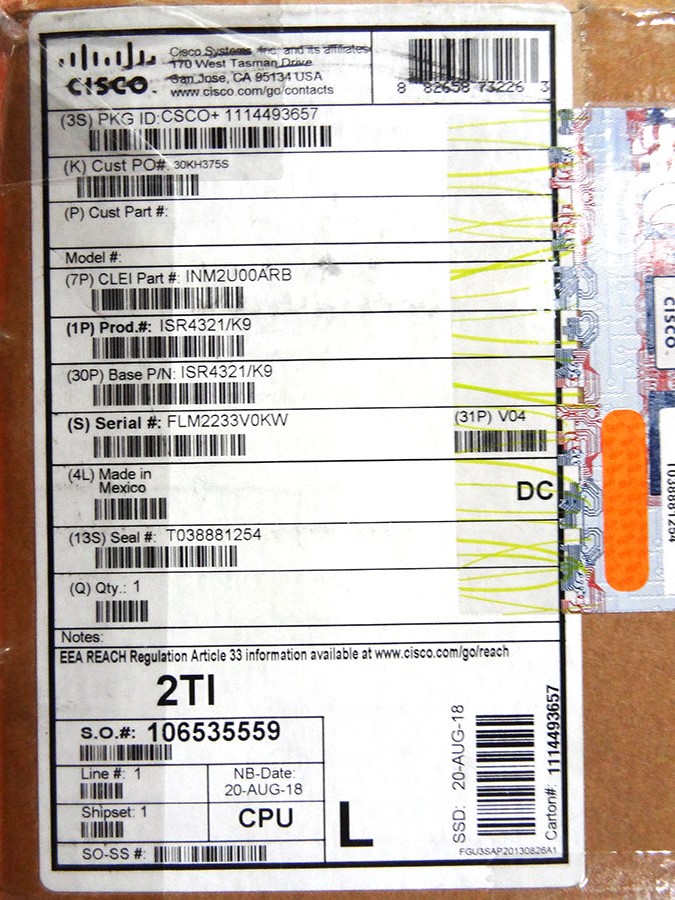 CISCO
Cisco Systems, Inc. and its affiliates
170 West Tasman Drive
San Jose, CA 95134 USA
www.cisco.com/go/contacts
8 82658 73226 3
(3S) PKG ID:CSCO+ 1114493657
(K) Cust PO#. 30KH375S
(P) Cust Part #:
Model #:
(7P) CLEI Part #: INM2U00ARB
(1P) Prod.#: ISR4321/K9
(30P) Base P/N: ISR4321/K9
(S) Serial #: FLM2233V0KW
(31P) V04
(4L) Made in
Mexico
DC
(13S) Seal #: T038881254
(Q) Qty.: 1
Notes:
EEA REACH Regulation Article 33 information available at www.cisco.com/go/reach
2TI
S.O.#: 106535559
Line #: 1
NB-Date:
20-AUG-18
Shipset: 1
CPU
SO-SS #:
L
SSD: 20-AUG-18
Carton#: 1114493657
FGU3SAP20130826A1
CISCO
T038881254